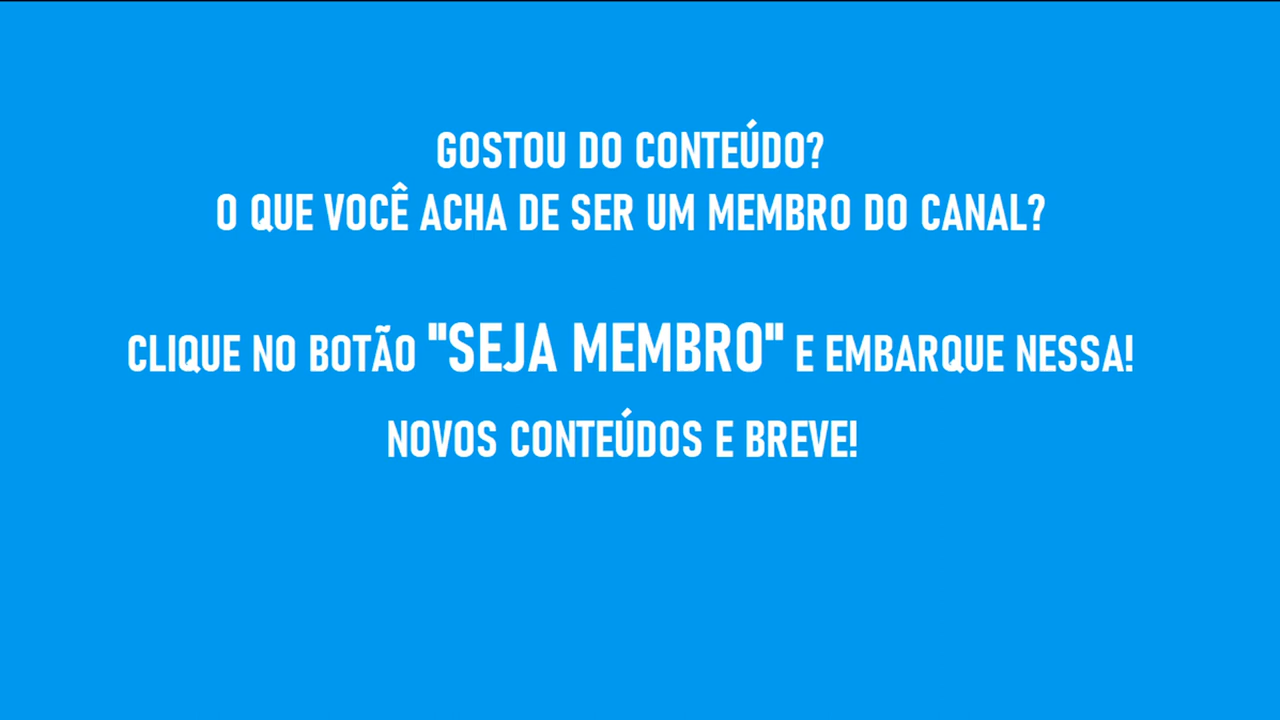 GOSTOU DO CONTEÚDO?
O QUE VOCÊ ACHA DE SER UM MEMBRO DO CANAL?
CLIQUE NO BOTÃO "SEJA MEMBRO" E EMBARQUE NESSA!
NOVOS CONTEÚDOS E BREVE!